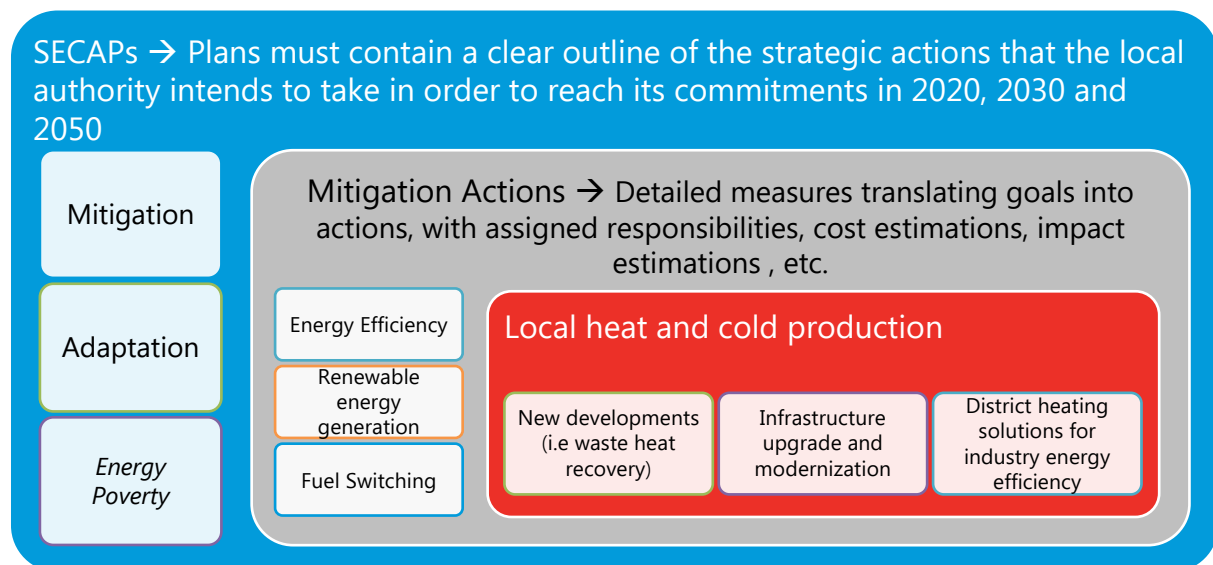 SECAPs → Plans must contain a clear outline of the strategic actions that the local
authority intends to take in order to reach its commitments in 2020, 2030 and
2050
Mitigation
Adaptation
Energy
Poverty
Mitigation Actions → Detailed measures translating goals into
actions, with assigned responsibilities, cost estimations, impact
estimations , etc.
Energy Efficiency
Renewable
energy
generation
Fuel Switching
Local heat and cold production
New developments
(i.e waste heat
recovery)
Infrastructure
upgrade and
modernization
District heating
solutions for
industry energy
efficiency